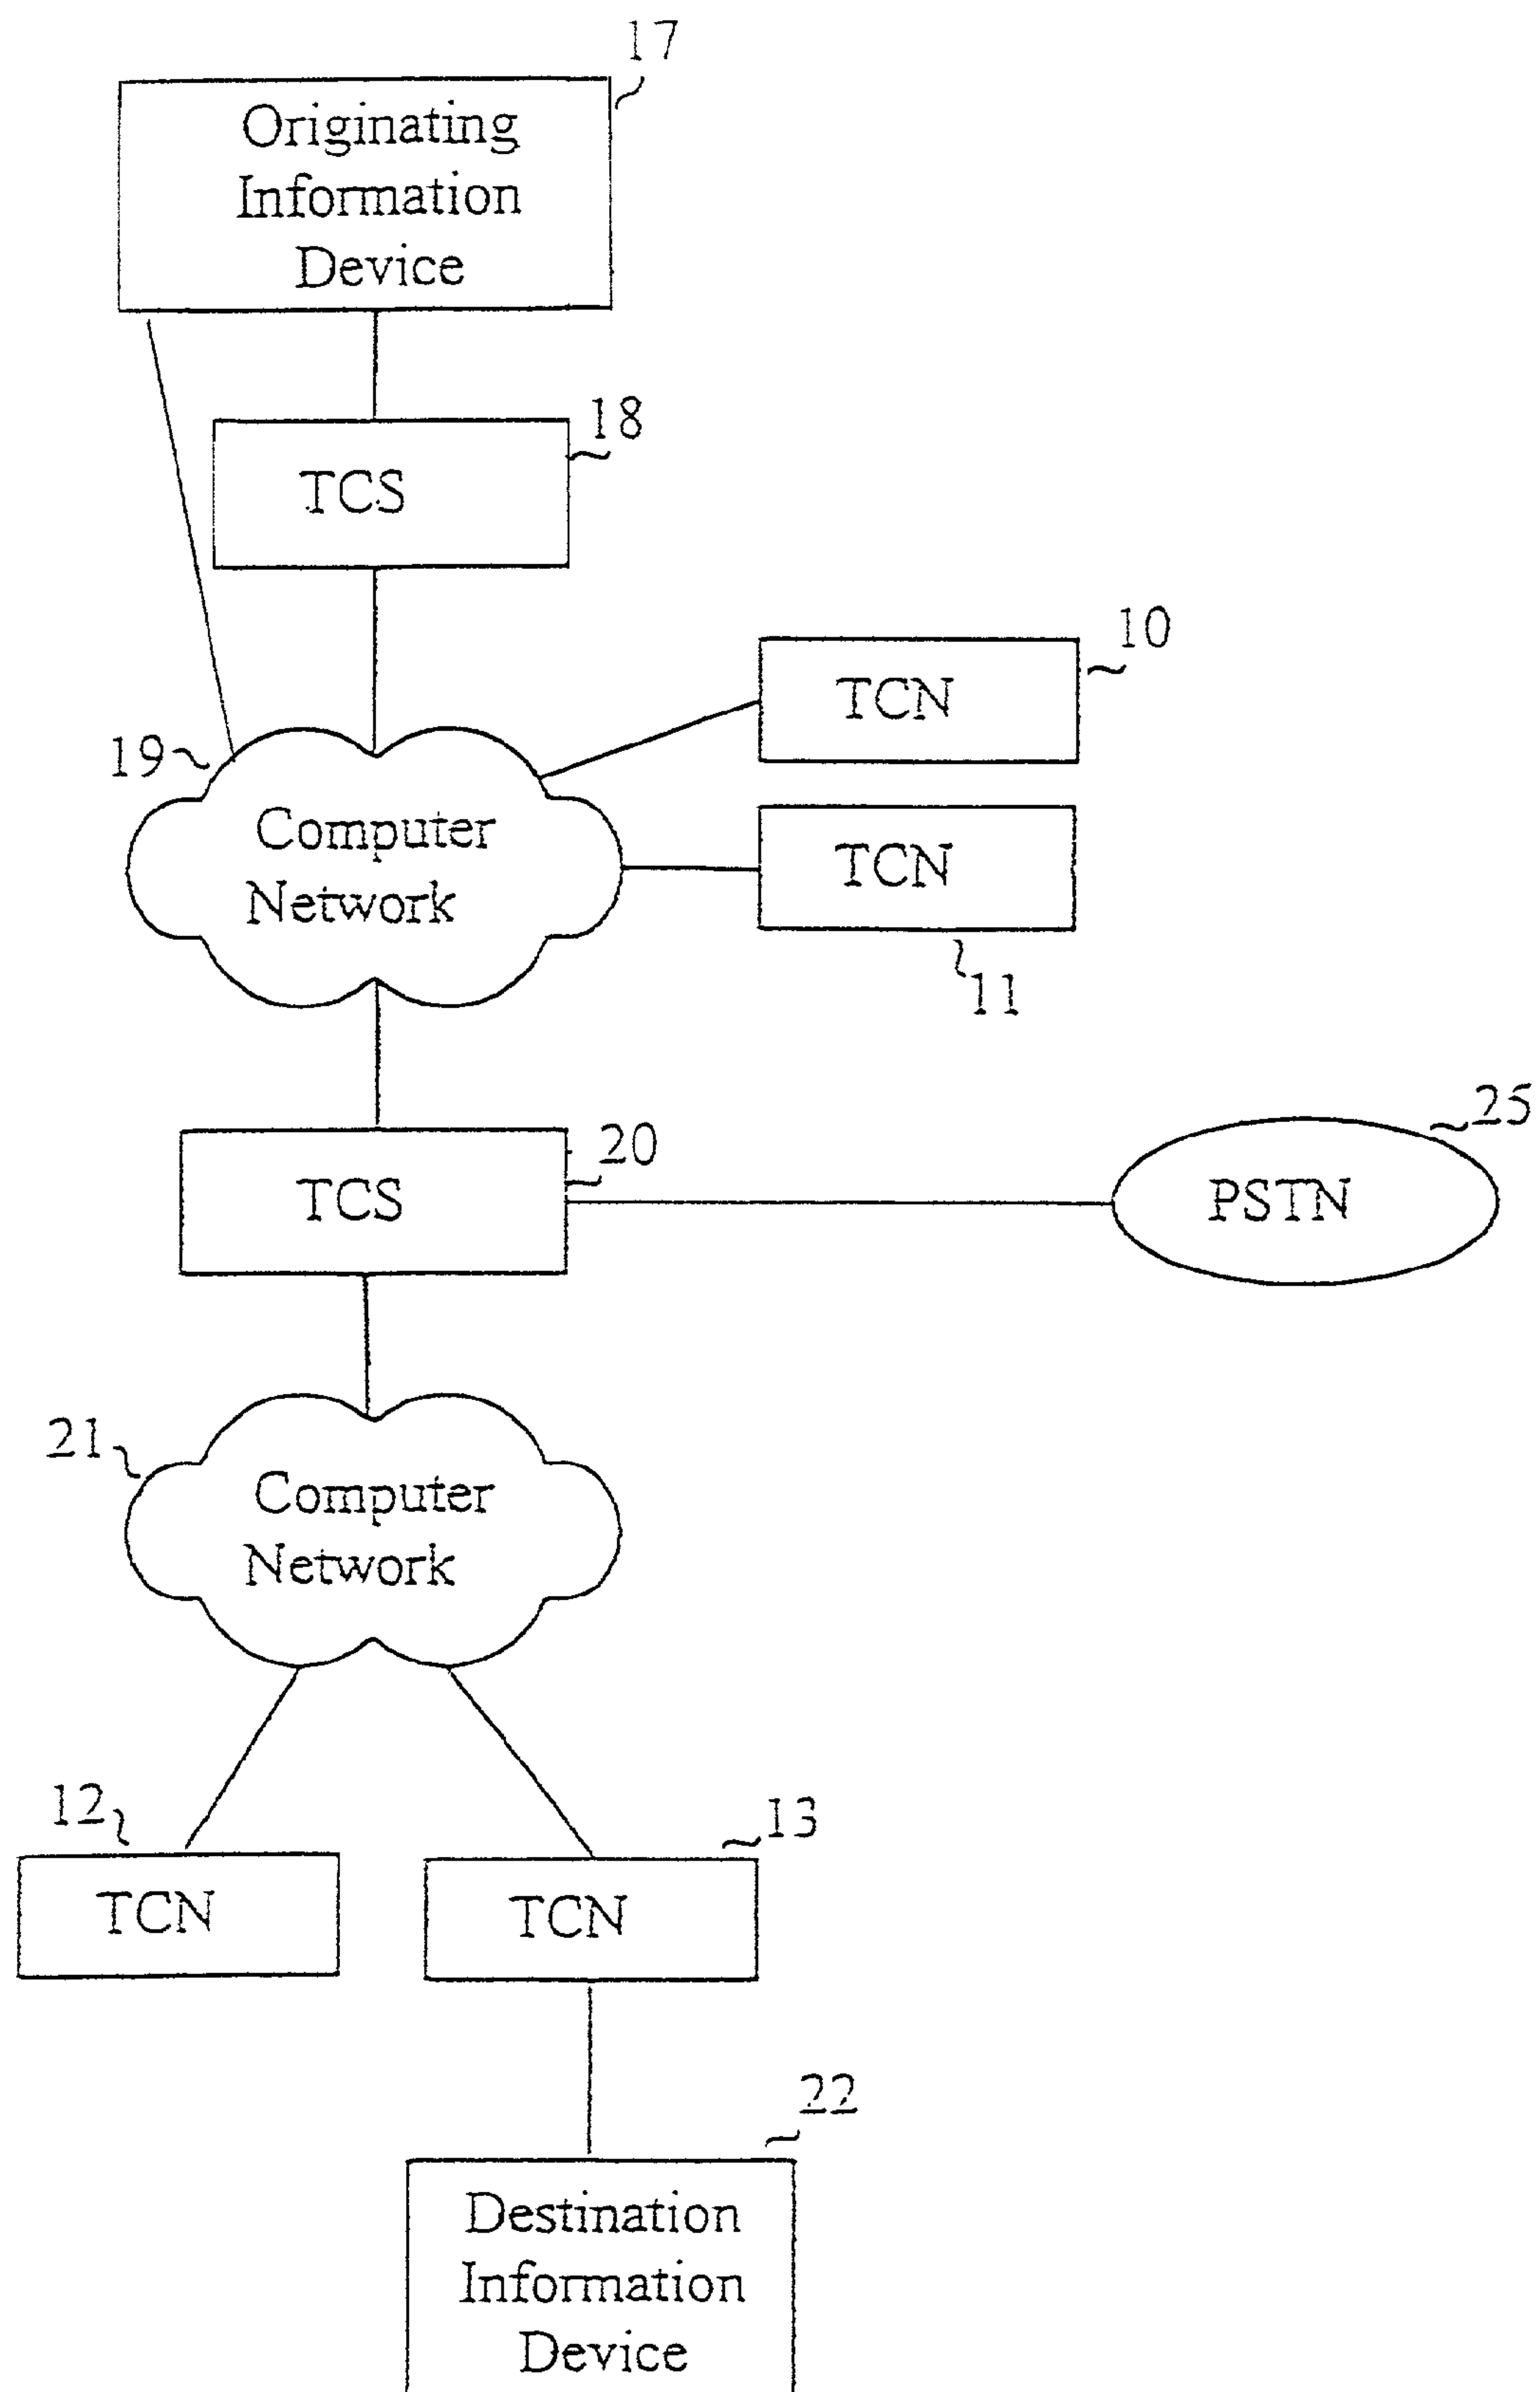 17
Originating
Information
Device
18
TCS
10
TCN
19
Computer
Network
TCN
11
20
TCS
25
PSTN
21
Computer
Network
12
TCN
13
TCN
22
Destination
Information
Device